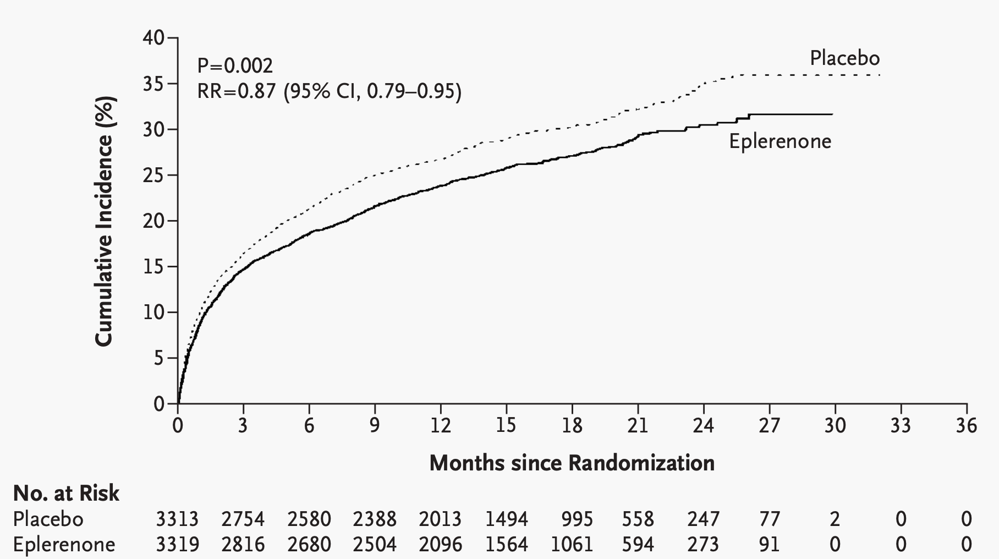 40
P=0.002
RR=0.87 (95% CI, 0.79–0.95)
Placebo
35
30
Eplerenone
25
20
15
10
5
0
Cumulative Incidence (%)
0 3 6 9 12 15 18 21 24 27 30 33 36
Months since Randomization
No. at Risk
Placebo 3313 2754 2580 2388 2013 1494 995 558 247 77 2 0 0
Eplerenone 3319 2816 2680 2504 2096 1564 1061 594 273 91 0 0 0